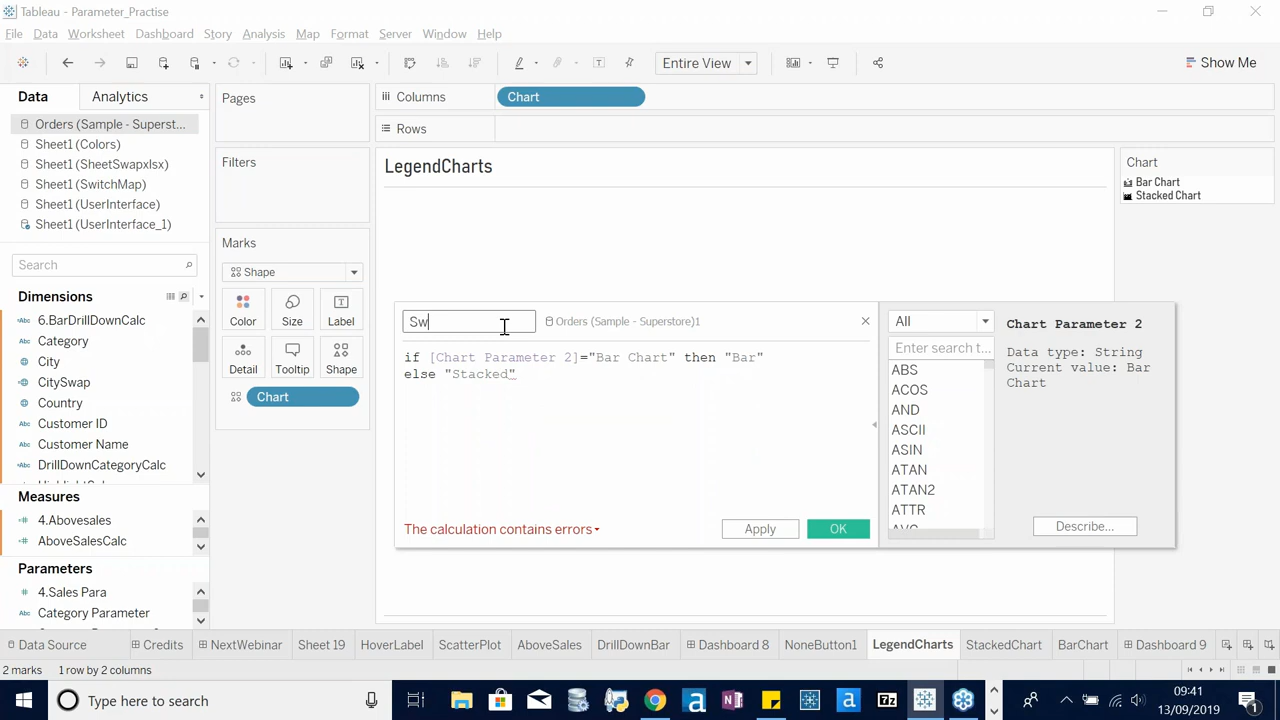 Tableau - Parameter_Practise
File Data Worksheet Dashboard Story Analysis Map Format Server Window Help
Entire View
Show Me
Data Analytics
Orders (Sample - Superst...
Sheet1 (Colors)
Sheet1 (SheetSwapxlsx)
Sheet1 (SwitchMap)
Sheet1 (UserInterface)
Sheet1 (UserInterface_1)
Search
Dimensions
Abc 6.BarDrillDownCalc
Abc Category
City
Abc CitySwap
Country
Abc Customer ID
Abc Customer Name
Abc DrillDownCategoryCalc
Measures
4.Abovesales
AboveSalesCalc
Parameters
4.Sales Para
Abc Category Parameter
Pages
Filters
Marks
Shape
Color Size Label
Detail Tooltip Shape
Chart
Columns Chart
Rows
LegendCharts
Chart
Bar Chart
Stacked Chart
Sw
Orders (Sample - Superstore)1
if [Chart Parameter 2]="Bar Chart" then "Bar"
else "Stacked"
The calculation contains errors
Apply OK
All
Enter search t...
ABS
ACOS
AND
ASCII
ASIN
ATAN
ATAN2
ATTR
AVG
Chart Parameter 2
Data type: String
Current value: Bar
Chart
Describe...
Data Source Credits NextWebinar Sheet 19 HoverLabel ScatterPlot AboveSales DrillDownBar Dashboard 8 NoneButton1 LegendCharts StackedChart BarChart Dashboard 9
2 marks 1 row by 2 columns
Type here to search
09:41
13/09/2019